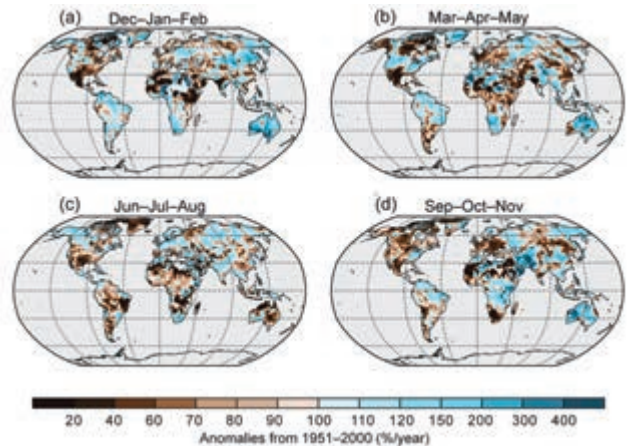 (a) Dec–Jan–Feb
(b) Mar–Apr–May
(c) Jun–Jul–Aug
(d) Sep–Oct–Nov
20 40 60 70 80 90 100 110 120 150 200 300 400
Anomalies from 1951–2000 (%/year)